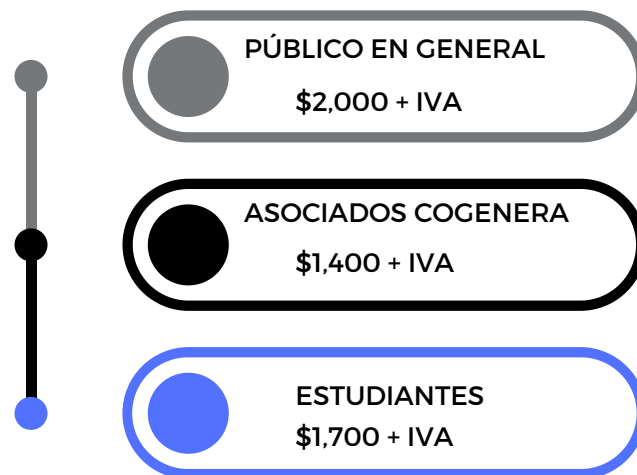 PÚBLICO EN GENERAL
$2,000 + IVA
ASOCIADOS COGENERA
$1,400 + IVA
ESTUDIANTES
$1,700 + IVA